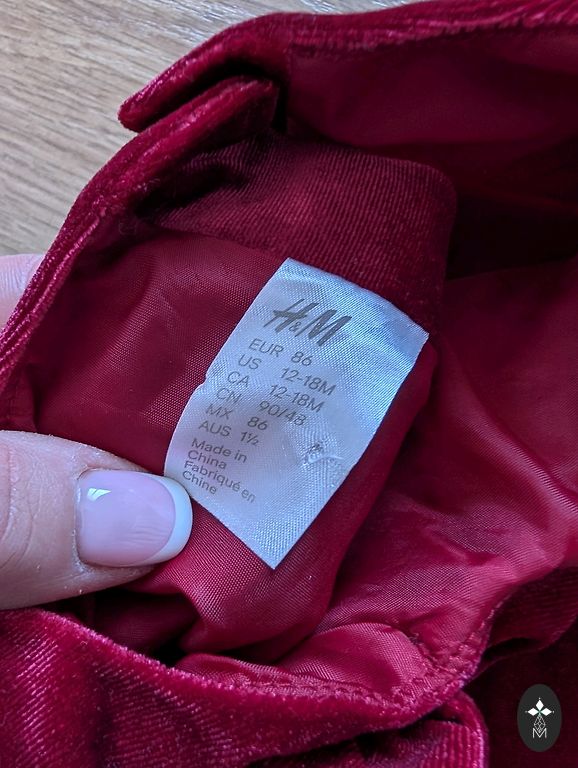 H&M
EUR 86
US 12-18M
CA 12-18M
CN 90/48
MX 86
AUS 1½
Made in
China
Fabriqué en
Chine
M